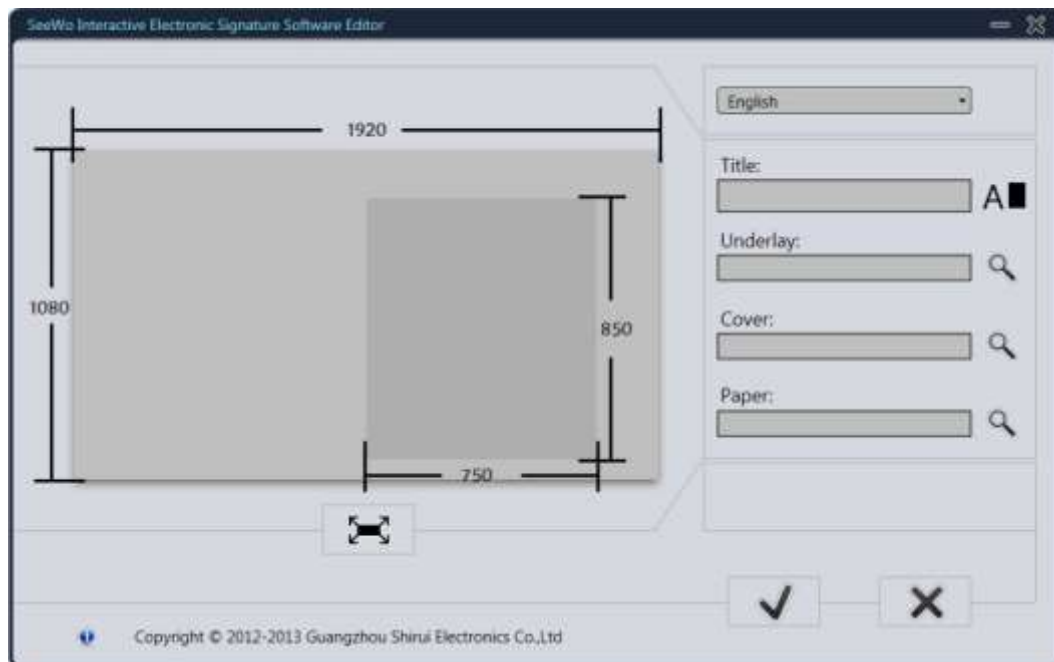 SeeWo Interactive Electronic Signature Software Editor
English
1920
Title:
A
Underlay:
1080
Cover:
850
Paper:
750
Copyright © 2012-2013 Guangzhou Shirui Electronics Co.,Ltd